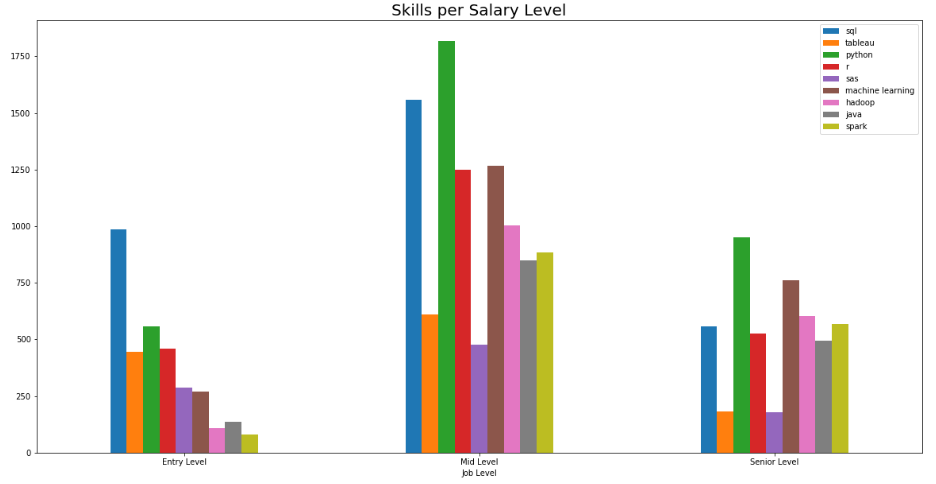 Skills per Salary Level
sql
tableau
python
r
sas
machine learning
hadoop
java
spark
1750
1500
1250
1000
750
500
250
0
Entry Level
Mid Level
Senior Level
Job Level